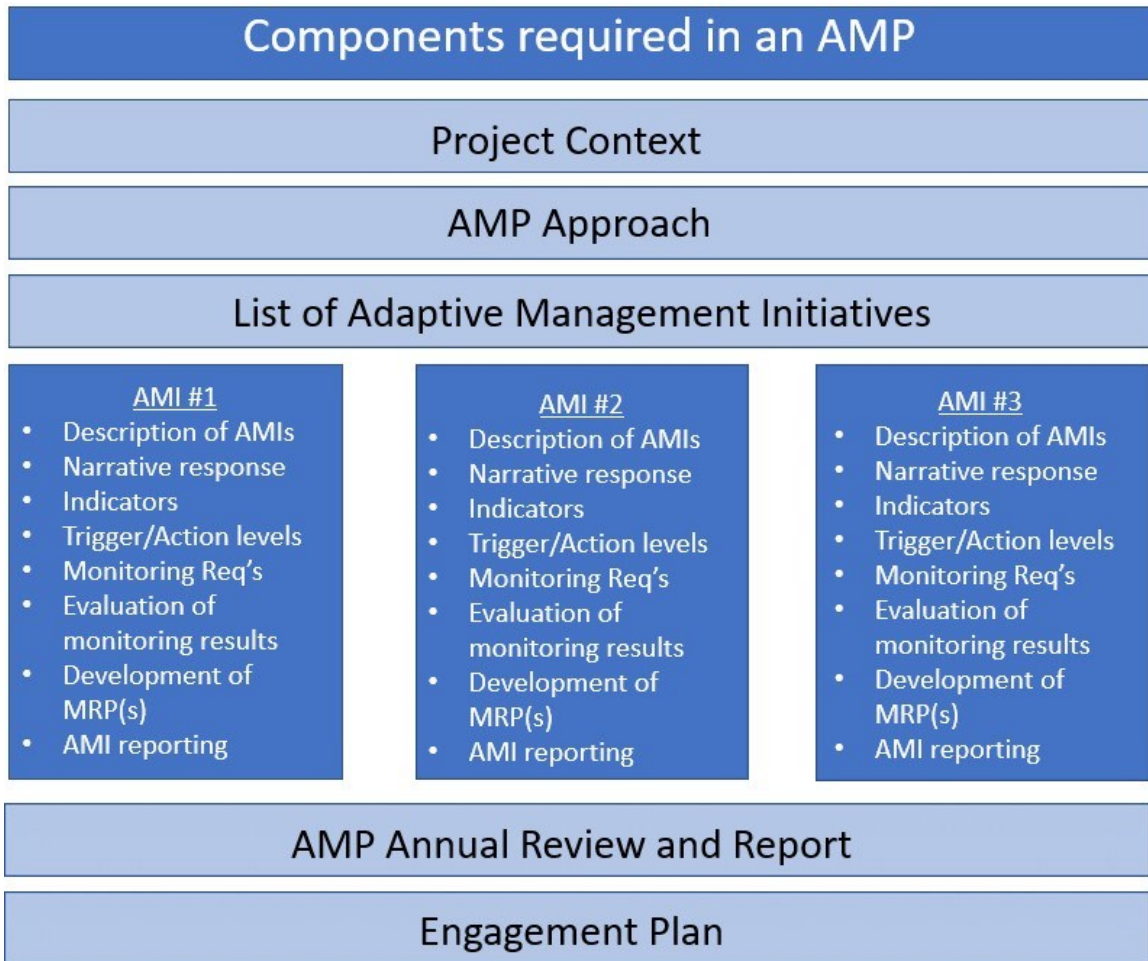 Components required in an AMP
Project Context
AMP Approach
List of Adaptive Management Initiatives
AMI #1
• Description of AMIs
• Narrative response
• Indicators
• Trigger/Action levels
• Monitoring Req's
• Evaluation of
monitoring results
• Development of
MRP(s)
• AMI reporting
AMI #2
• Description of AMIs
• Narrative response
• Indicators
• Trigger/Action levels
• Monitoring Req's
• Evaluation of
monitoring results
• Development of
MRP(s)
• AMI reporting
AMI #3
• Description of AMIs
• Narrative response
• Indicators
• Trigger/Action levels
• Monitoring Req's
• Evaluation of
monitoring results
• Development of
MRP(s)
• AMI reporting
AMP Annual Review and Report
Engagement Plan